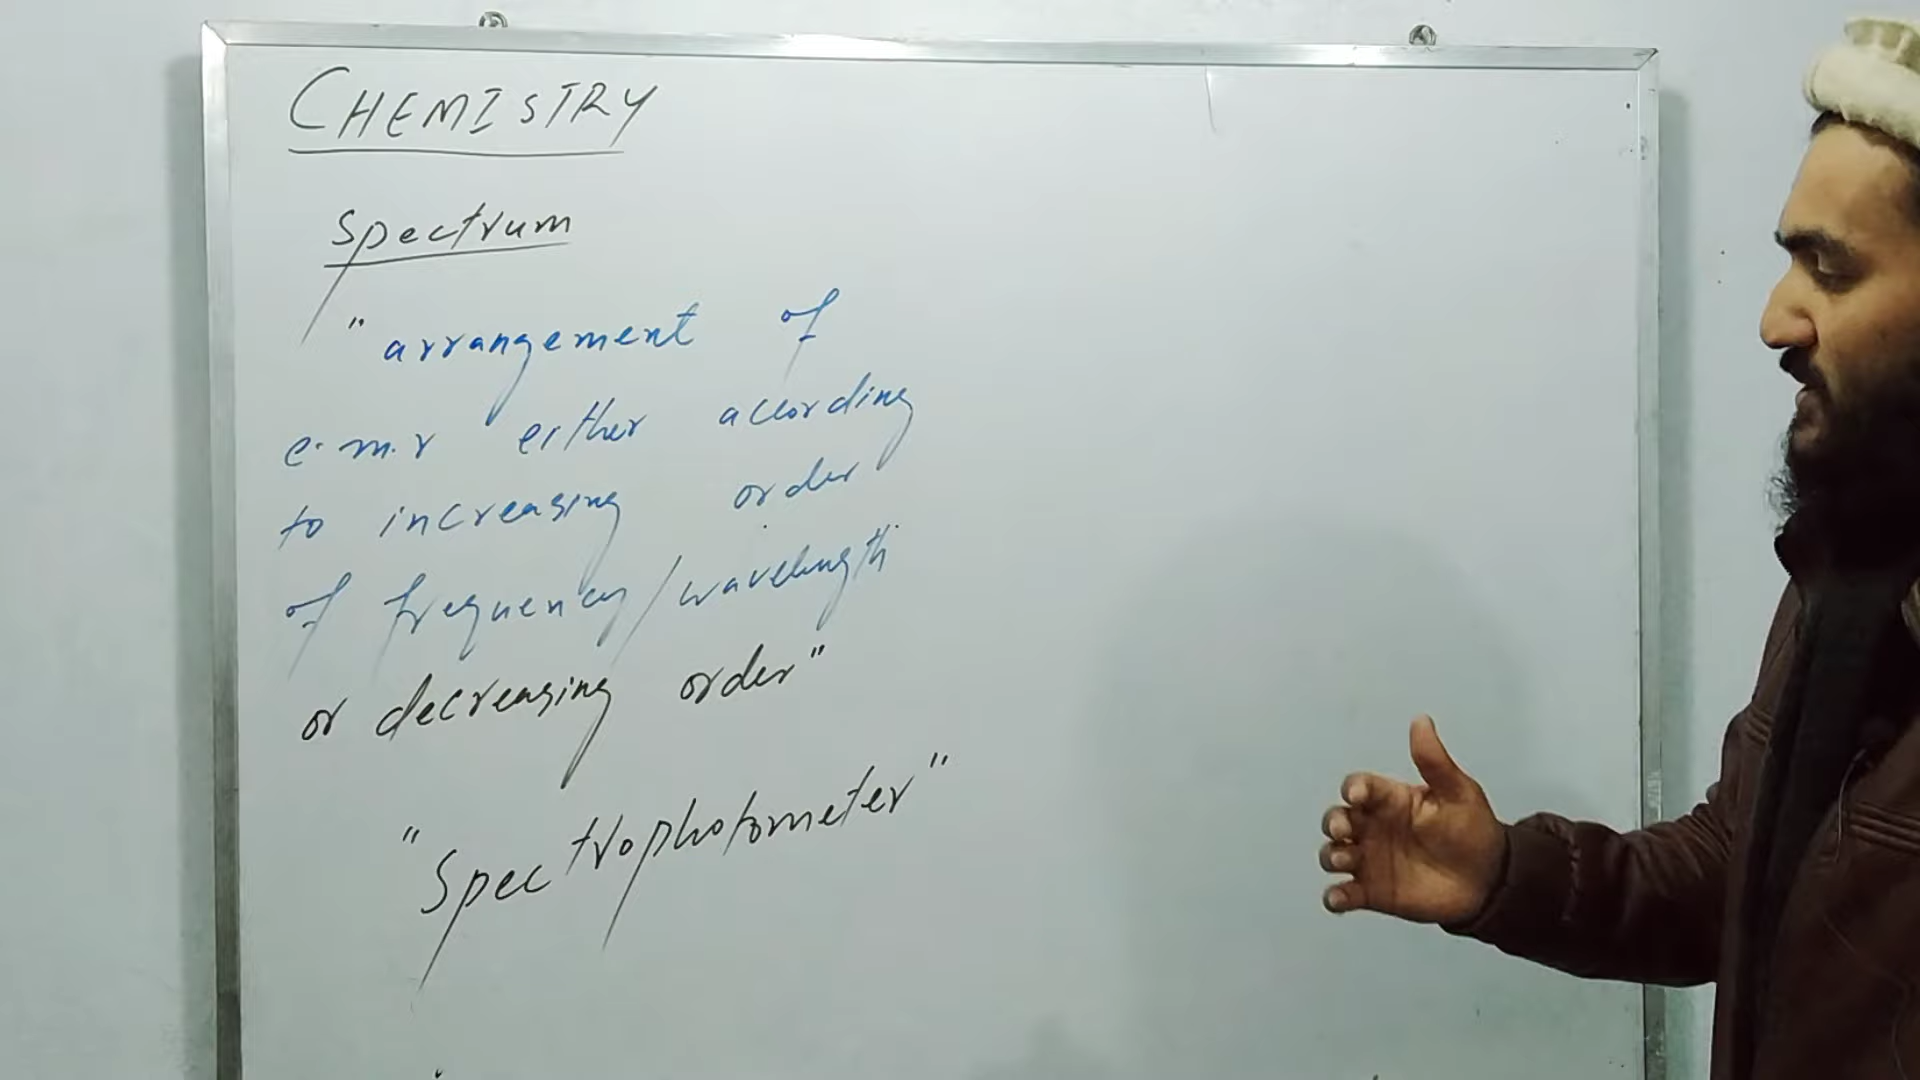 CHEMISTRY
Spectrum
"arrangement of
e.m.r either according
to increasing order
of frequency/wavelength
or decreasing order"
"Spectrophotometer"